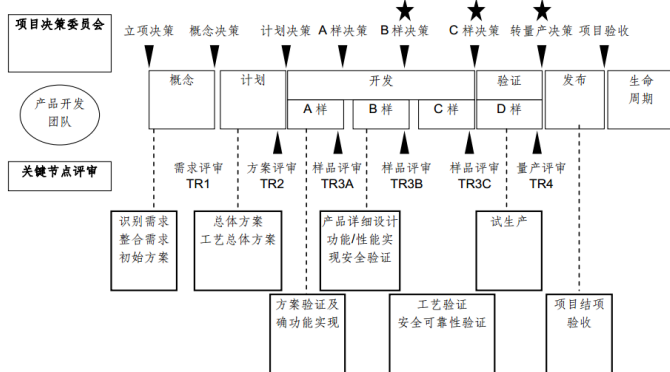 项目决策委员会
立项决策 概念决策 计划决策 A样决策 B样决策 C样决策 转量产决策 项目验收
概念 计划 开发 验证 发布 生命
周期
A样 B样 C样 D样
产品开发
团队
关键节点评审
需求评审 方案评审 样品评审 样品评审 样品评审 量产评审
TR1 TR2 TR3A TR3B TR3C TR4
识别需求
整合需求
初始方案
总体方案
工艺总体方案
产品详细设计
功能/性能实
现安全验证
试生产
方案验证及
确功能实现
工艺验证
安全可靠性验证
项目结项
验收